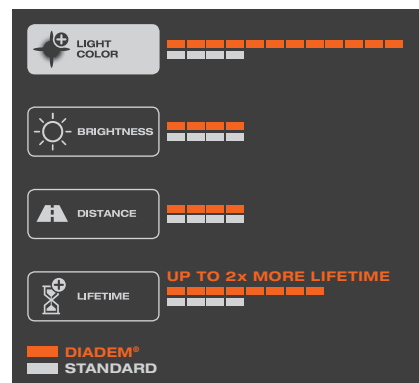 LIGHT
COLOR
BRIGHTNESS
DISTANCE
UP TO 2x MORE LIFETIME
LIFETIME
DIADEM®
STANDARD